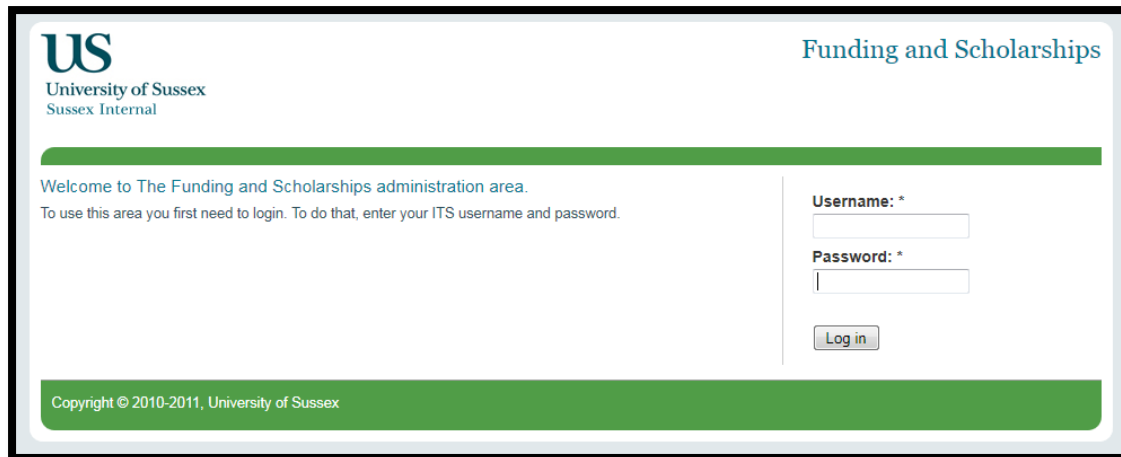 US
University of Sussex
Sussex Internal
Funding and Scholarships
Welcome to The Funding and Scholarships administration area.
To use this area you first need to login. To do that, enter your ITS username and password.
Username: *
Password: *
Log in
Copyright © 2010-2011, University of Sussex